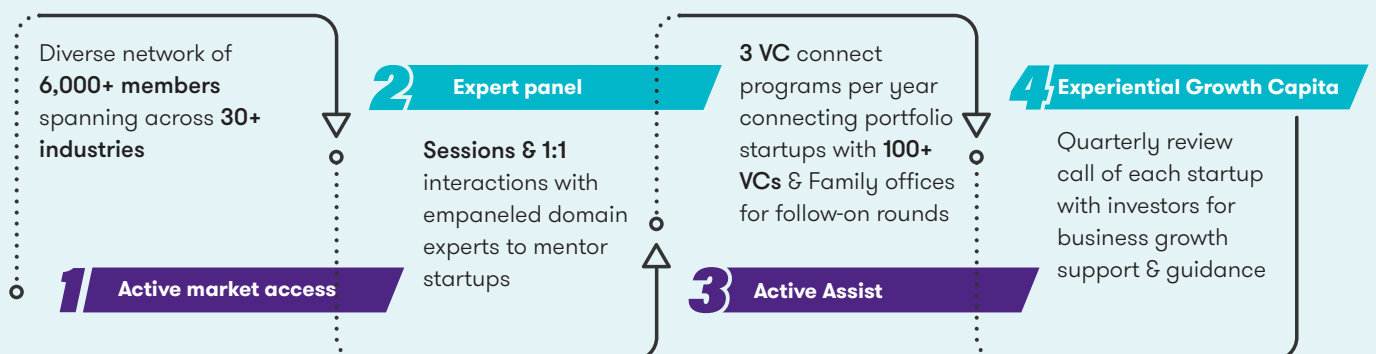 Diverse network of
6,000+ members
spanning across 30+
industries
1 Active market access
2 Expert panel
Sessions & 1:1
interactions with
empaneled domain
experts to mentor
startups
3 VC connect
programs per year
connecting portfolio
startups with 100+
VCs & Family offices
for follow-on rounds
3 Active Assist
4 Experiential Growth Capita
Quarterly review
call of each startup
with investors for
business growth
support & guidance